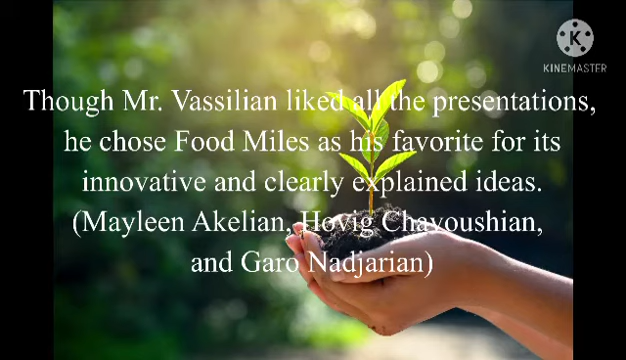 KINEMASTER
Though Mr. Vassilian liked all the presentations,
he chose Food Miles as his favorite for its
innovative and clearly explained ideas.
(Mayleen Akelian, Hovig Chavoushian,
and Garo Nadjarian)